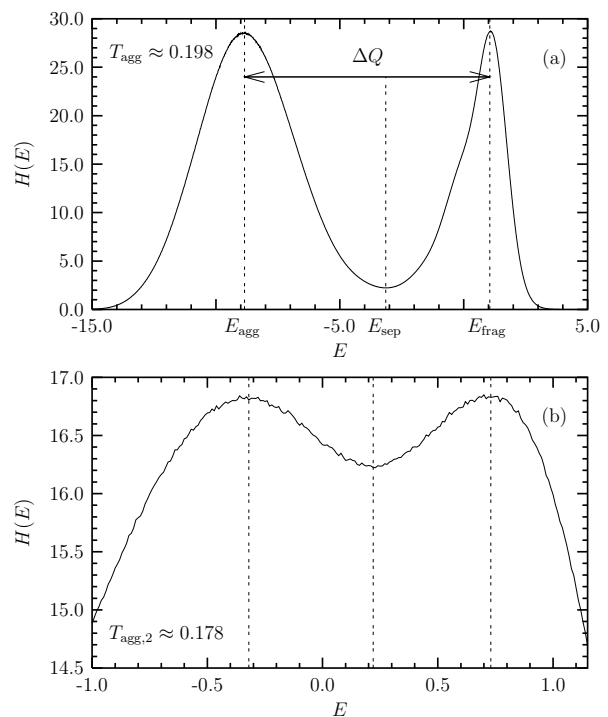 30.0
T_agg ≈ 0.198
(a)
25.0
ΔQ
20.0
H(E)
15.0
10.0
5.0
0.0
-15.0 E_agg -5.0 E_sep E_frag 5.0
E
17.0
(b)
16.5
16.0
H(E)
15.5
15.0
T_agg,2 ≈ 0.178
14.5
-1.0 -0.5 0.0 0.5 1.0
E